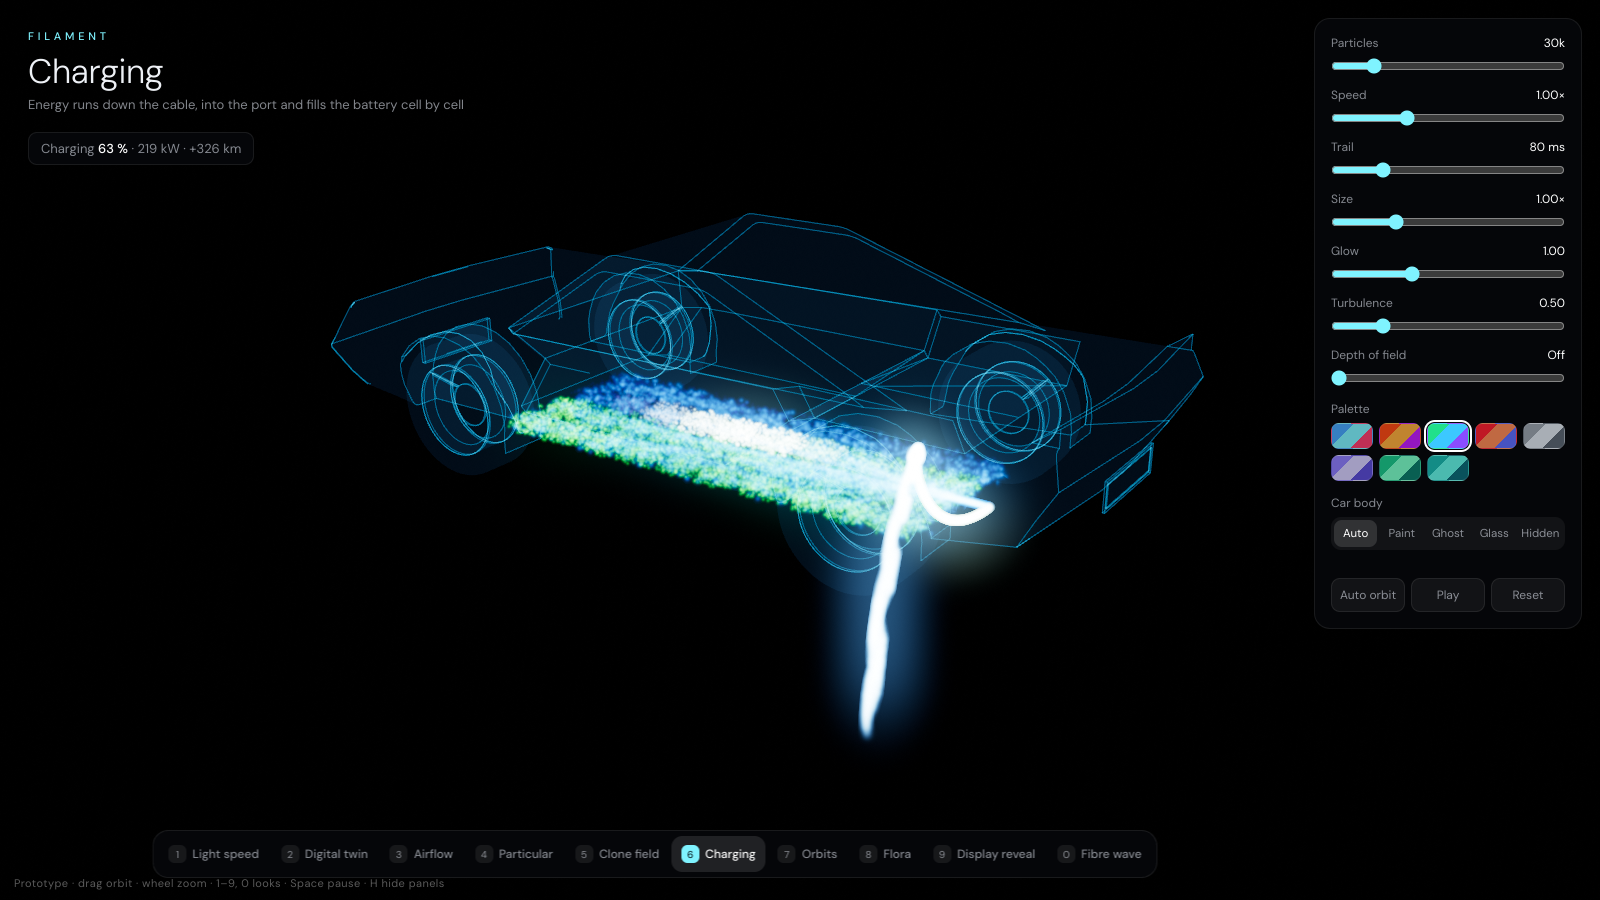 FILAMENT
Charging
Energy runs down the cable, into the port and fills the battery cell by cell
Charging 63 % · 219 kW · +326 km
Particles 30k
Speed 1.00×
Trail 80 ms
Size 1.00×
Glow 1.00
Turbulence 0.50
Depth of field Off
Palette
Car body
Auto Paint Ghost Glass Hidden
Auto orbit Play Reset
1 Light speed 2 Digital twin 3 Airflow 4 Particular 5 Clone field 6 Charging 7 Orbits 8 Flora 9 Display reveal 0 Fibre wave
Prototype · drag orbit · wheel zoom · 1–9, 0 looks · Space pause · H hide panels